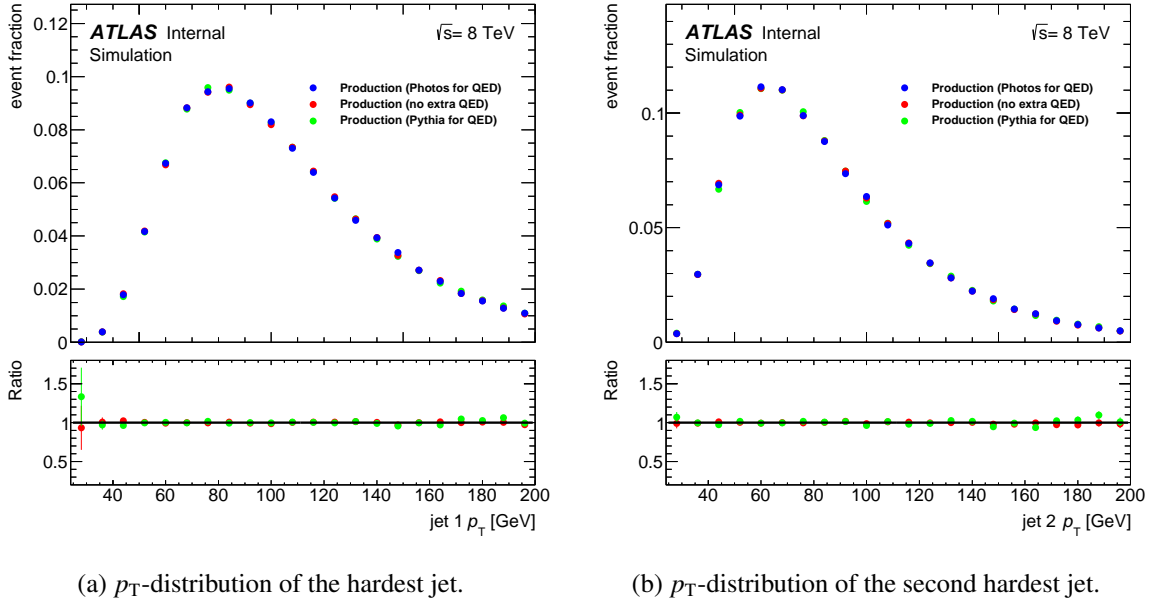 event fraction
0.12
0.1
0.08
0.06
0.04
0.02
0
ATLAS Internal
Simulation
√s= 8 TeV
Production (Photos for QED)
Production (no extra QED)
Production (Pythia for QED)
Ratio
1.5
1
0.5
40 60 80 100 120 140 160 180 200
jet 1 pT [GeV]
(a) pT-distribution of the hardest jet.
event fraction
0.1
0.05
0
ATLAS Internal
Simulation
√s= 8 TeV
Production (Photos for QED)
Production (no extra QED)
Production (Pythia for QED)
Ratio
1.5
1
0.5
40 60 80 100 120 140 160 180 200
jet 2 pT [GeV]
(b) pT-distribution of the second hardest jet.